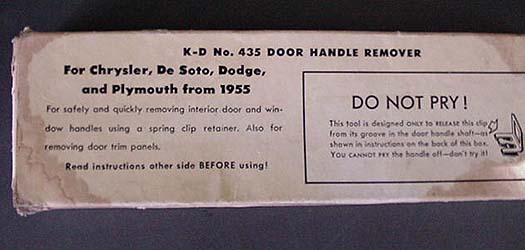 K-D No. 435 DOOR HANDLE REMOVER
For Chrysler, De Soto, Dodge,
and Plymouth from 1955
For safely and quickly removing interior door and win-
dow handles using a spring clip retainer. Also for
removing door trim panels.
Read instructions other side BEFORE using!
DO NOT PRY!
This tool is designed ONLY to RELEASE this clip
from its groove in the door handle shaft—as
shown in instructions on the back of this box.
YOU CANNOT PRY the handle off—don't try it!